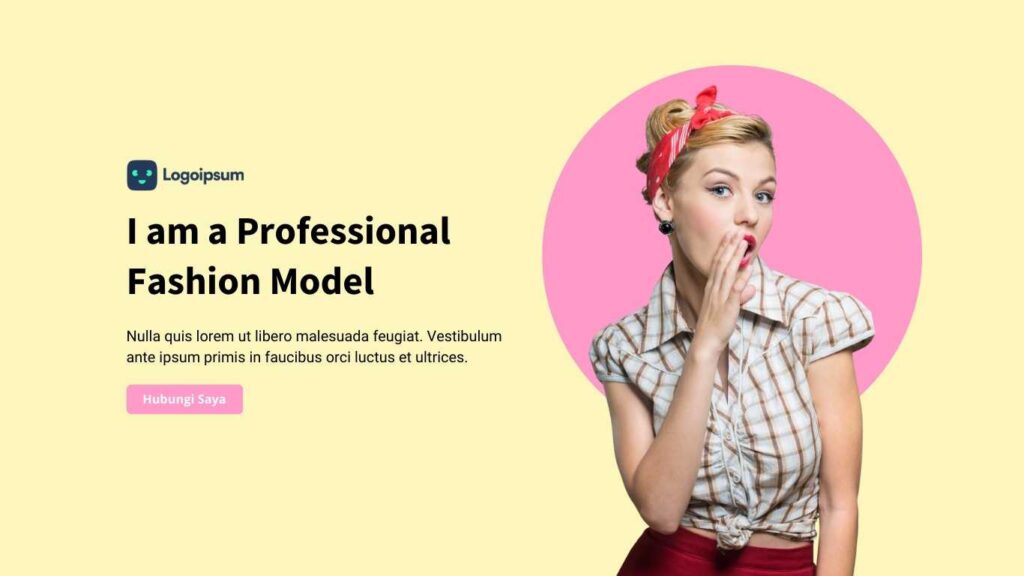 Logoipsum
I am a Professional
Fashion Model
Nulla quis lorem ut libero malesuada feugiat. Vestibulum
ante ipsum primis in faucibus orci luctus et ultrices.
Hubungi Saya